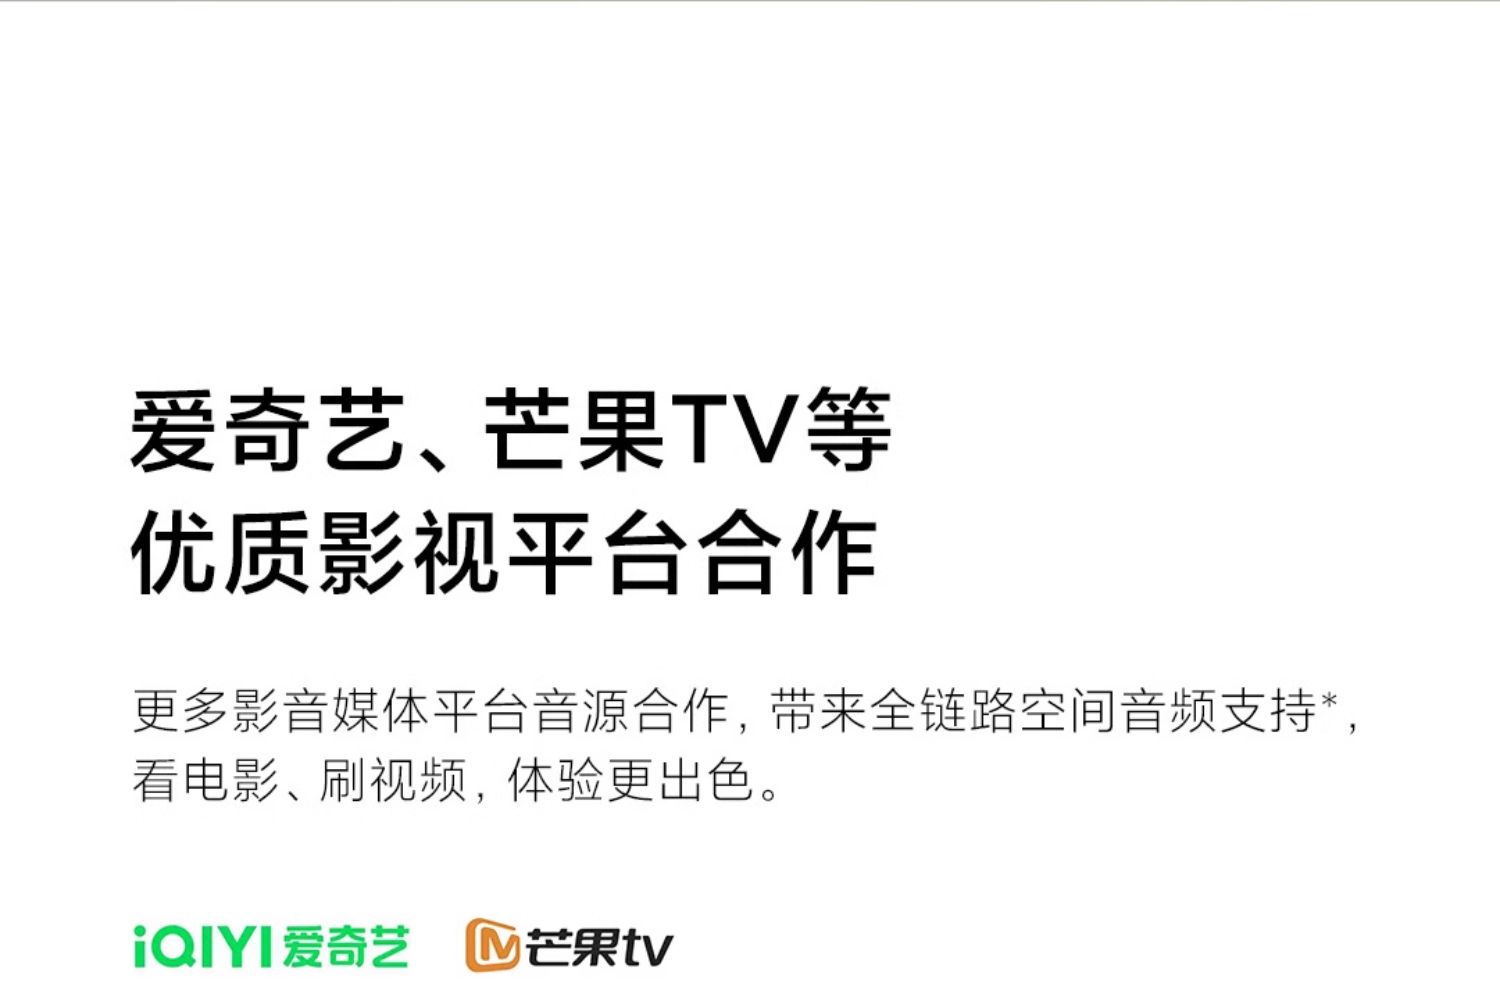 爱奇艺、芒果TV等
优质影视平台合作
更多影音媒体平台音源合作，带来全链路空间音频支持*，
看电影、刷视频，体验更出色。
iQIYI 爱奇艺 芒果tv